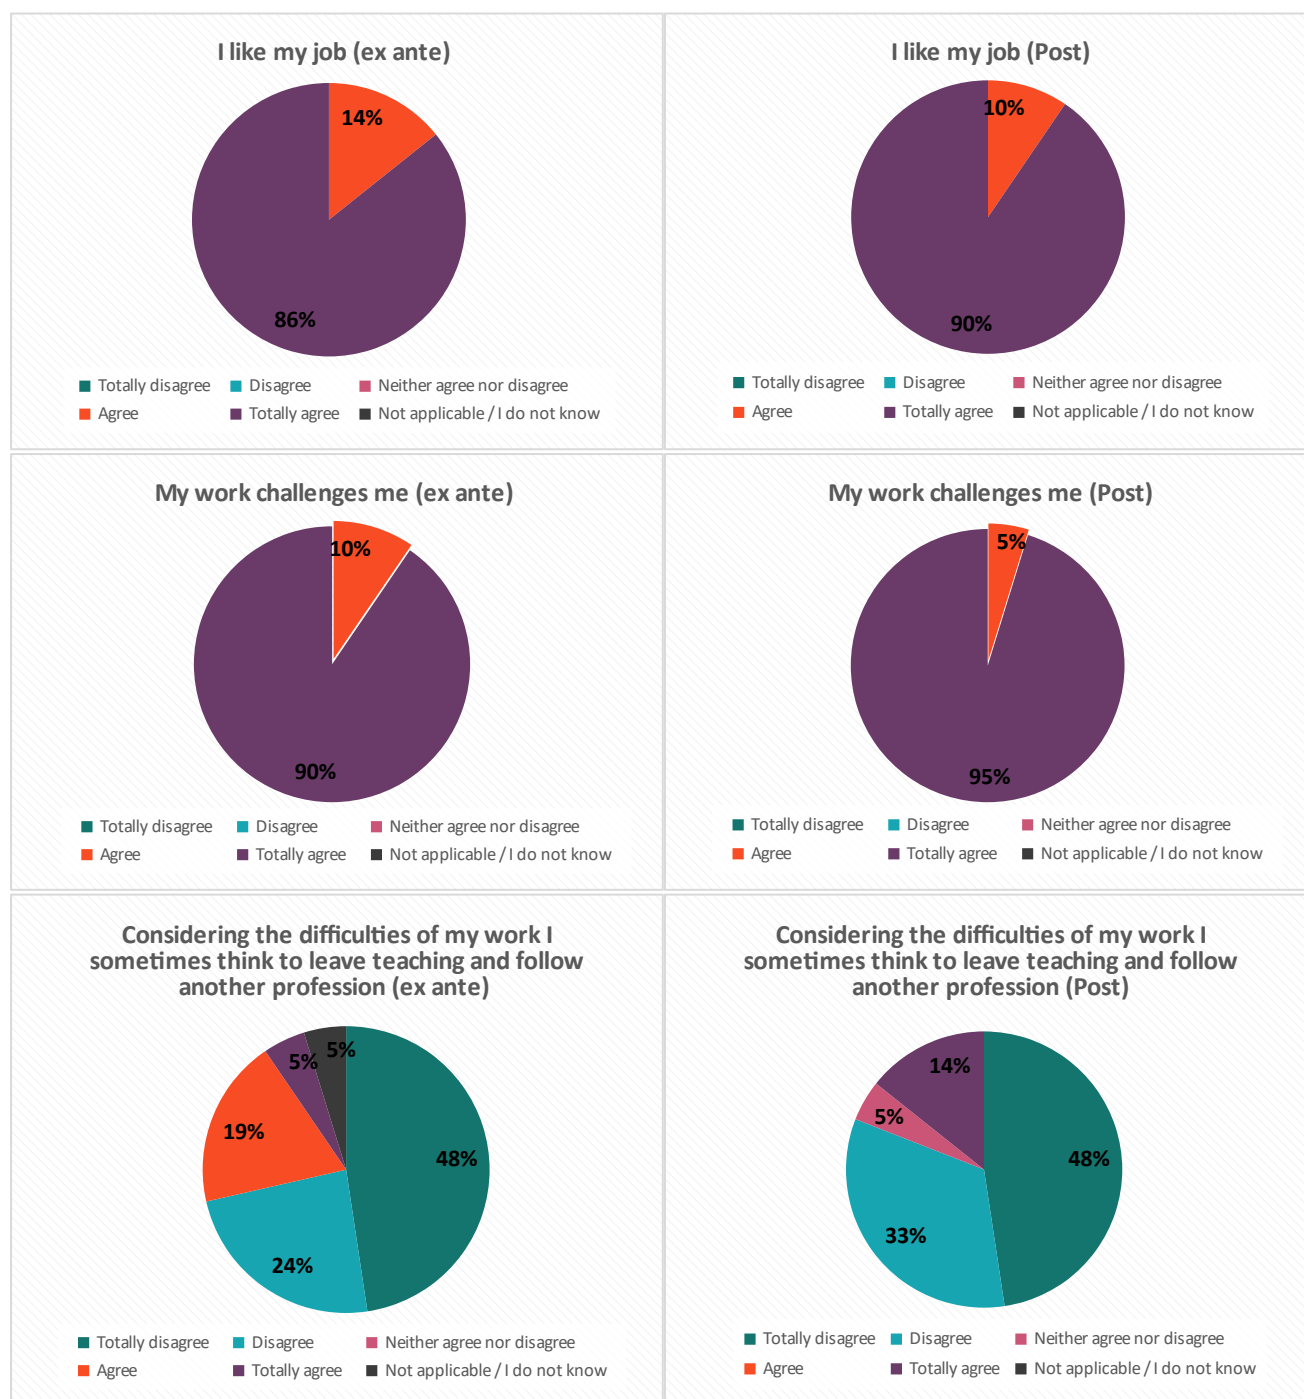 I like my job (ex ante)
14%
86%
Totally disagree Disagree Neither agree nor disagree
Agree Totally agree Not applicable / I do not know
I like my job (Post)
10%
90%
Totally disagree Disagree Neither agree nor disagree
Agree Totally agree Not applicable / I do not know
My work challenges me (ex ante)
10%
90%
Totally disagree Disagree Neither agree nor disagree
Agree Totally agree Not applicable / I do not know
My work challenges me (Post)
5%
95%
Totally disagree Disagree Neither agree nor disagree
Agree Totally agree Not applicable / I do not know
Considering the difficulties of my work I
sometimes think to leave teaching and follow
another profession (ex ante)
5% 5%
19%
48%
24%
Totally disagree Disagree Neither agree nor disagree
Agree Totally agree Not applicable / I do not know
Considering the difficulties of my work I
sometimes think to leave teaching and follow
another profession (Post)
14%
5%
48%
33%
Totally disagree Disagree Neither agree nor disagree
Agree Totally agree Not applicable / I do not know